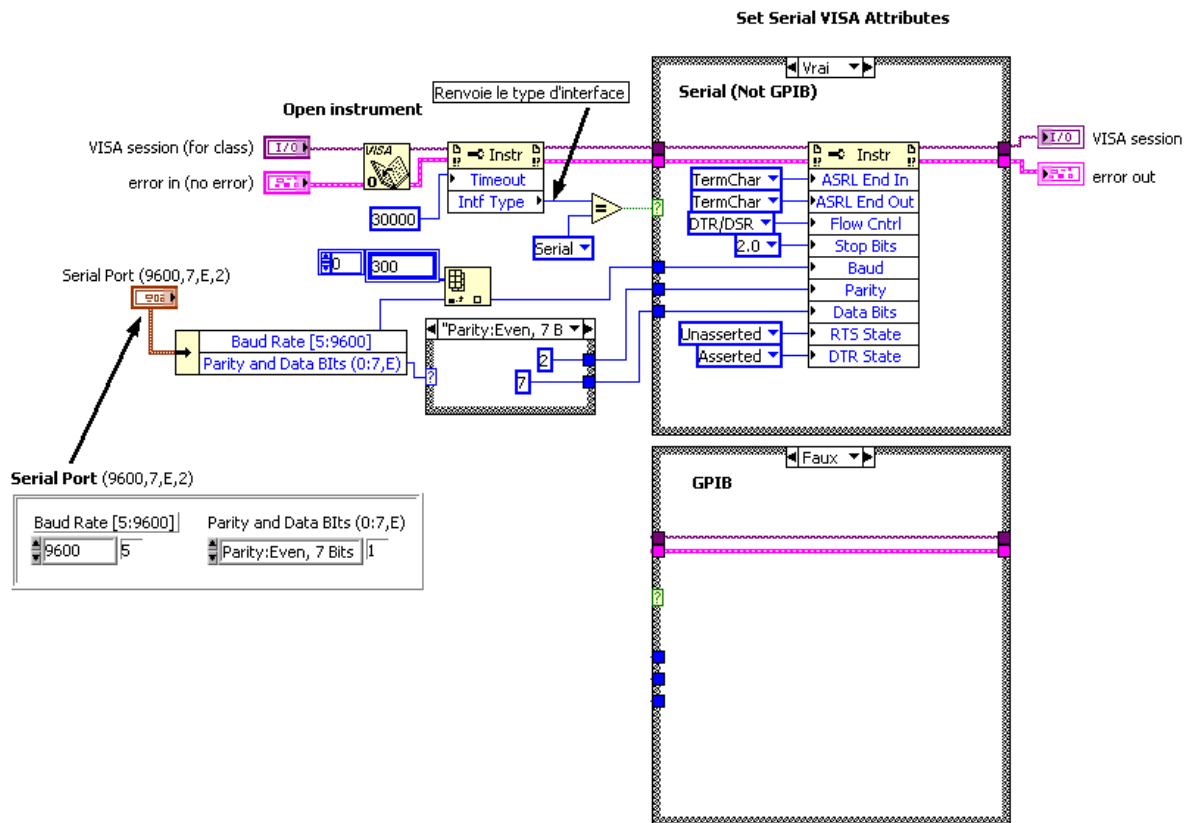 Set Serial VISA Attributes
Vrai
Serial (Not GPIB)
Renvoie le type d'interface
Open instrument
VISA session (for class)
I/O
VISA
Instr
Instr
I/O
VISA session
error in (no error)
error out
Timeout
Intf Type
30000
=
Serial
TermChar
ASRL End In
TermChar
ASRL End Out
DTR/DSR
Flow Cntrl
2.0
Stop Bits
Baud
Parity
Data Bits
Unasserted
RTS State
Asserted
DTR State
?
0
300
Serial Port (9600,7,E,2)
Baud Rate [5:9600]
Parity and Data BIts (0:7,E)
"Parity:Even, 7 B
?
2
7
Serial Port (9600,7,E,2)
Baud Rate [5:9600]
Parity and Data BIts (0:7,E)
9600
5
Parity:Even, 7 Bits
1
Faux
GPIB
?